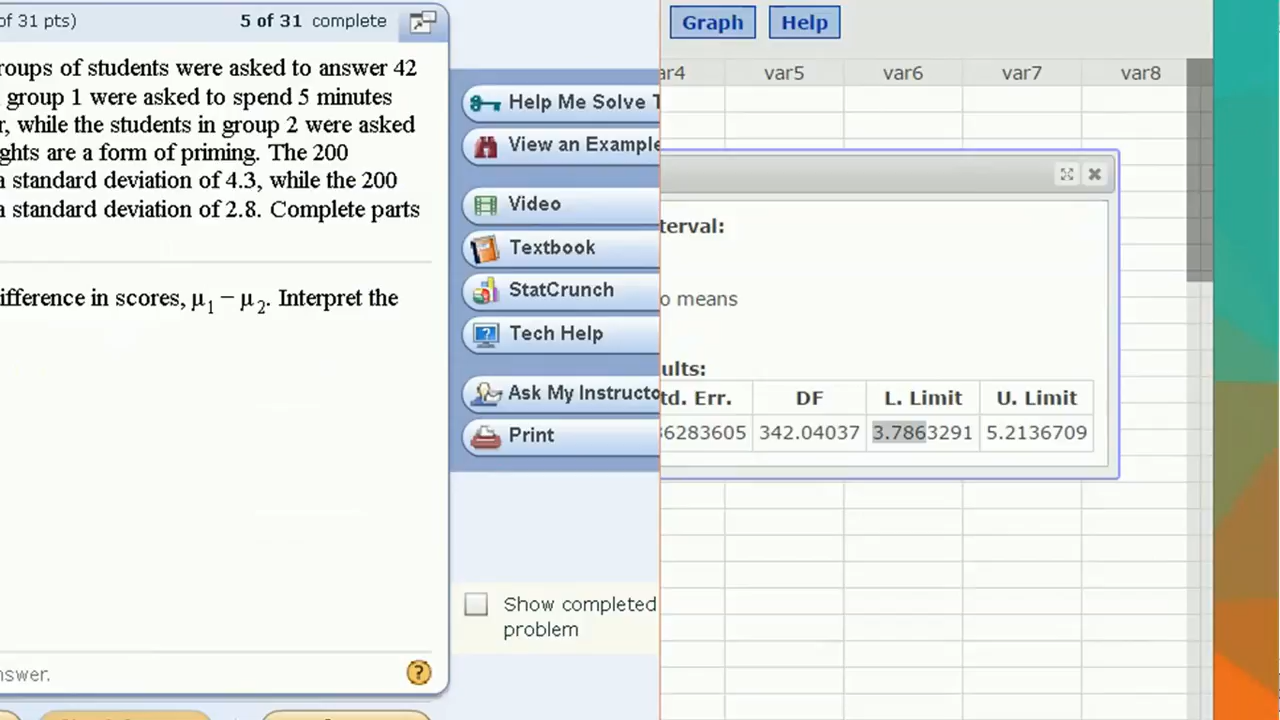 of 31 pts)
5 of 31 complete
roups of students were asked to answer 42
group 1 were asked to spend 5 minutes
r, while the students in group 2 were asked
ghts are a form of priming. The 200
a standard deviation of 4.3, while the 200
a standard deviation of 2.8. Complete parts
ifference in scores, μ1 − μ2. Interpret the
nswer.
?
Help Me Solve T
View an Example
Video
Textbook
StatCrunch
Tech Help
Ask My Instructo
Print
Show completed
problem
Graph Help
ar4 var5 var6 var7 var8
terval:
o means
ults:
td. Err. DF L. Limit U. Limit
36283605 342.04037 3.7863291 5.2136709